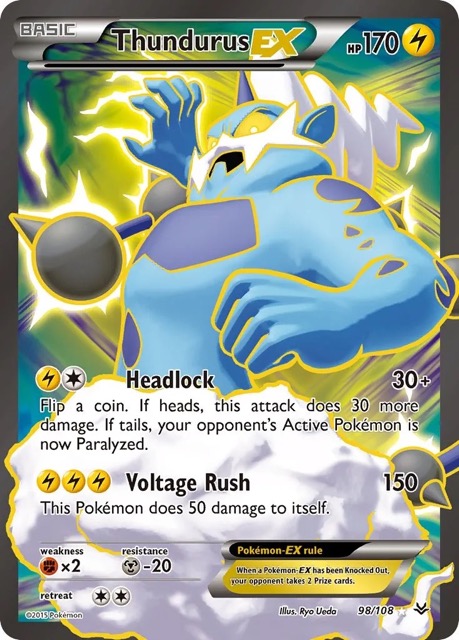 BASIC Thundurus EX HP 170
Headlock 30+
Flip a coin. If heads, this attack does 30 more
damage. If tails, your opponent's Active Pokémon is
now Paralyzed.
Voltage Rush 150
This Pokémon does 50 damage to itself.
weakness resistance
×2 -20
retreat
Pokémon-EX rule
When a Pokémon-EX has been Knocked Out,
your opponent takes 2 Prize cards.
©2015 Pokémon Illus. Ryo Ueda 98/108